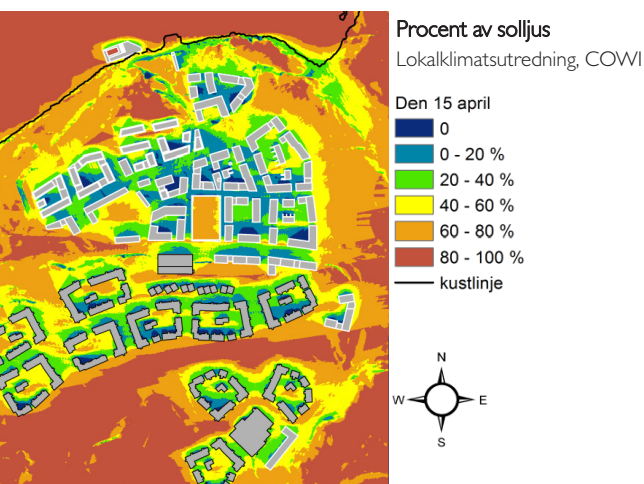 Procent av solljus
Lokalklimatsutredning, COWI
Den 15 april
0
0 - 20 %
20 - 40 %
40 - 60 %
60 - 80 %
80 - 100 %
kustlinje
N
W E
S